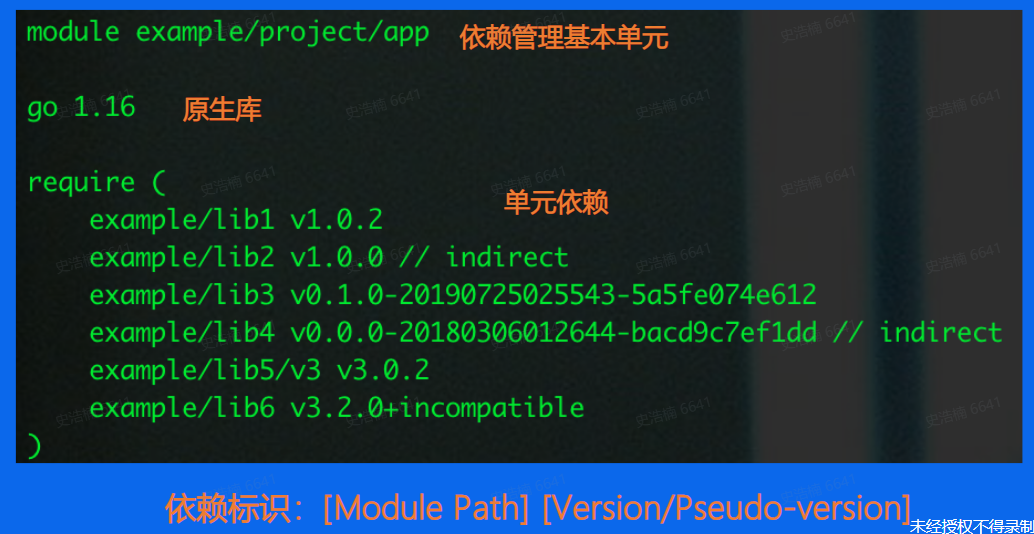 module example/project/app 依赖管理基本单元
go 1.16 原生库
require (
单元依赖
example/lib1 v1.0.2
example/lib2 v1.0.0 // indirect
example/lib3 v0.1.0-20190725025543-5a5fe074e612
example/lib4 v0.0.0-20180306012644-bacd9c7ef1dd // indirect
example/lib5/v3 v3.0.2
example/lib6 v3.2.0+incompatible
)
依赖标识：[Module Path] [Version/Pseudo-version]
未经授权不得录制
史浩楠 6641